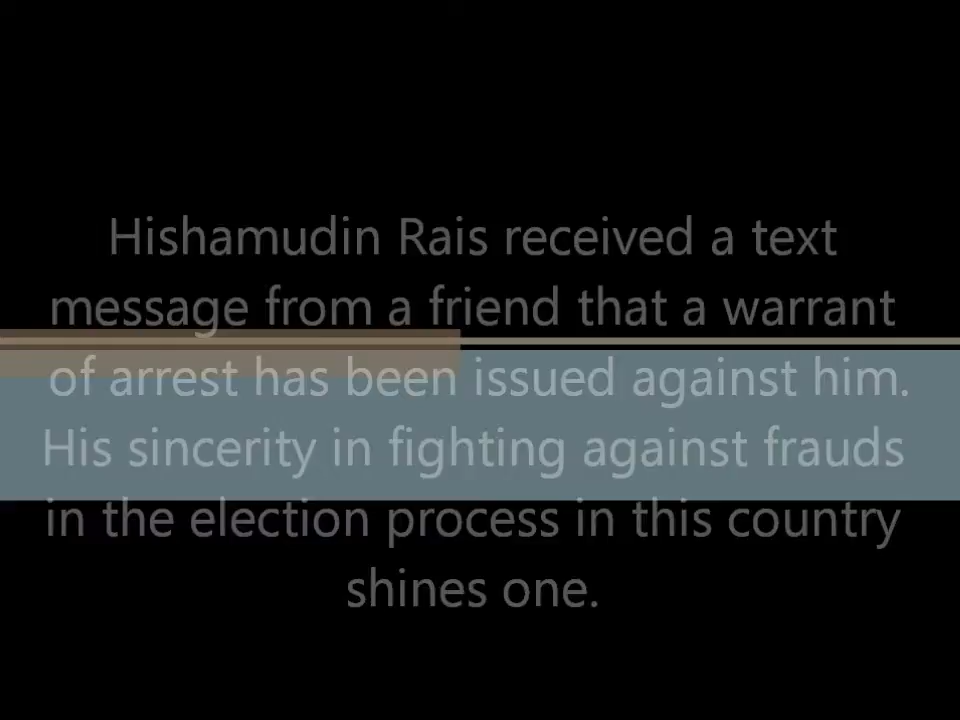 Hishamudin Rais received a text
message from a friend that a warrant
of arrest has been issued against him.
His sincerity in fighting against frauds
in the election process in this country
shines one.